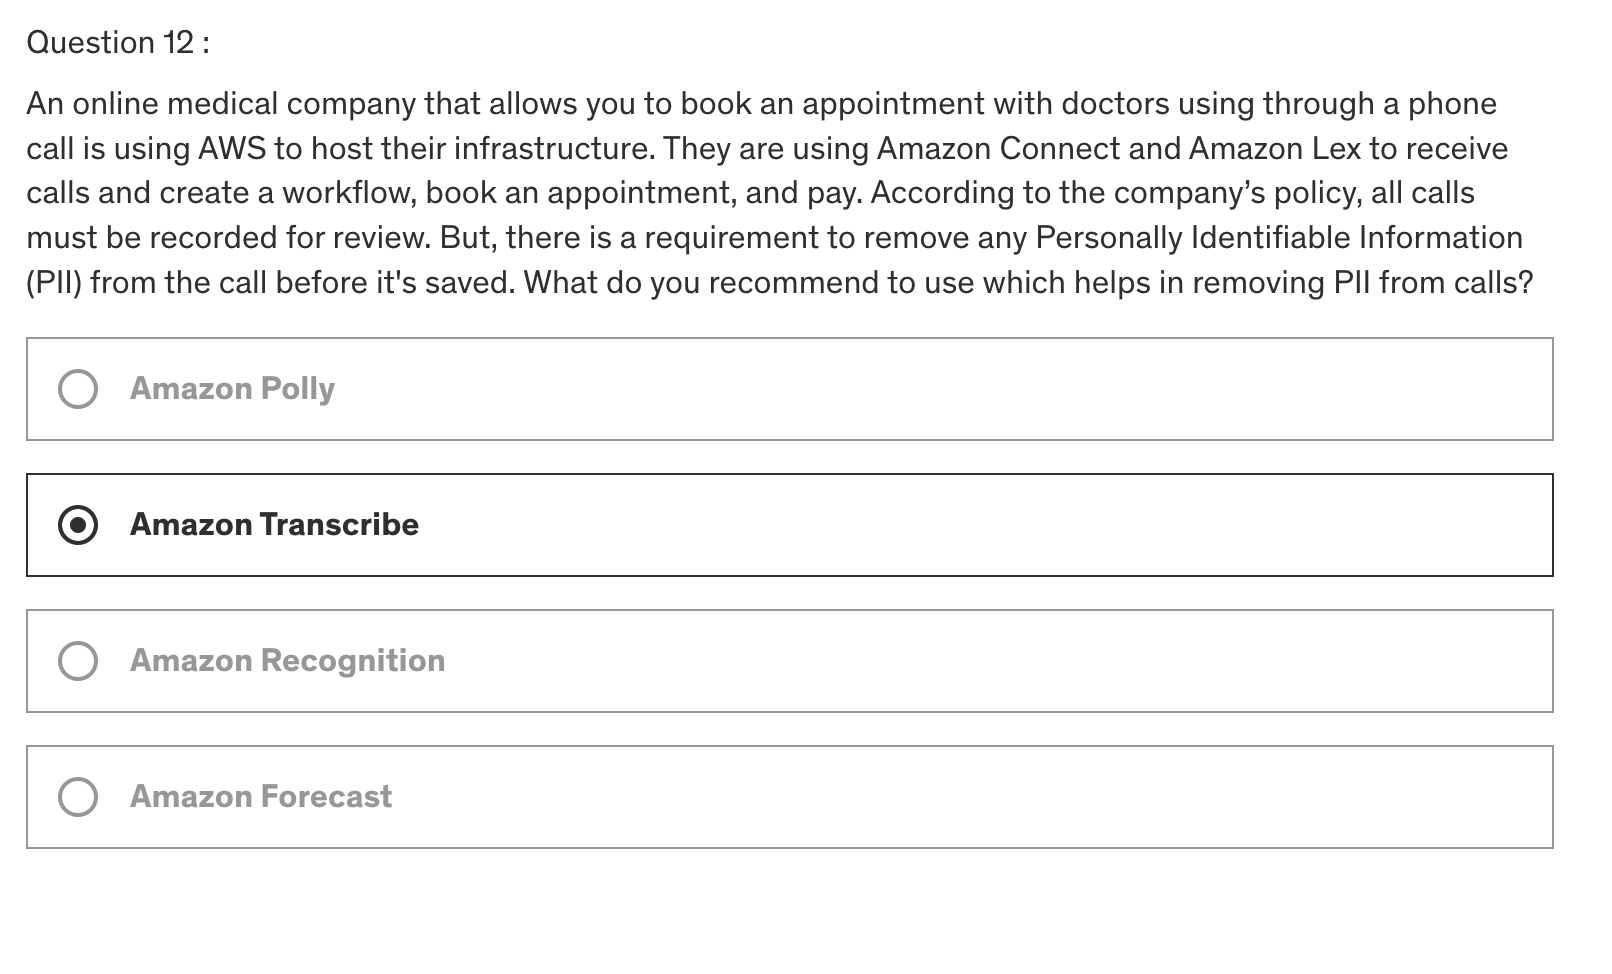 Question 12 :
An online medical company that allows you to book an appointment with doctors using through a phone
call is using AWS to host their infrastructure. They are using Amazon Connect and Amazon Lex to receive
calls and create a workflow, book an appointment, and pay. According to the company’s policy, all calls
must be recorded for review. But, there is a requirement to remove any Personally Identifiable Information
(PII) from the call before it's saved. What do you recommend to use which helps in removing PII from calls?
Amazon Polly
Amazon Transcribe
Amazon Recognition
Amazon Forecast